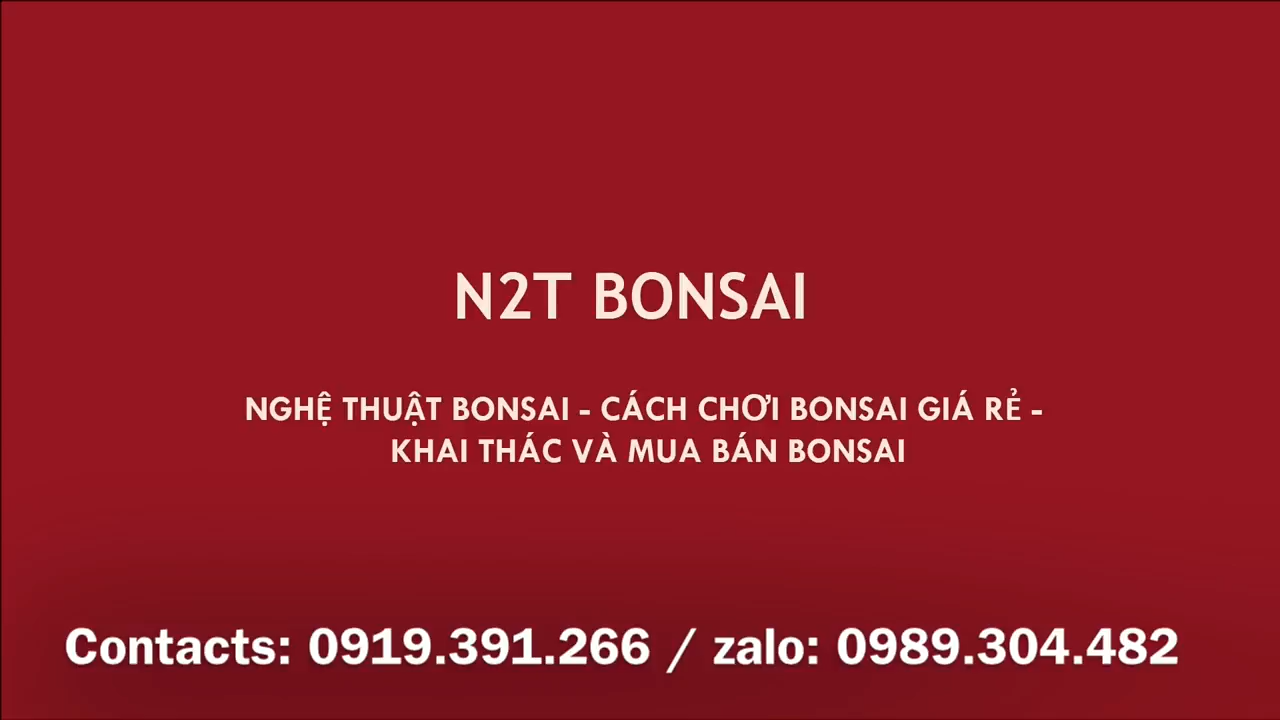 N2T BONSAI
NGHỆ THUẬT BONSAI - CÁCH CHƠI BONSAI GIÁ RẺ -
KHAI THÁC VÀ MUA BÁN BONSAI
Contacts: 0919.391.266 / zalo: 0989.304.482